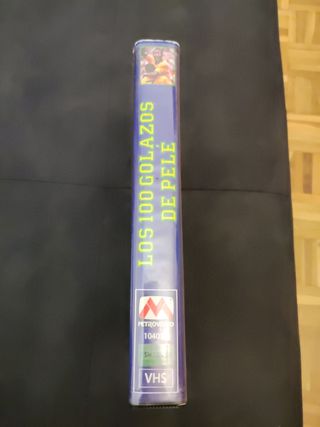 LOS 100 GOLAZOS
DE PELÉ
METROVIDEO
VHS